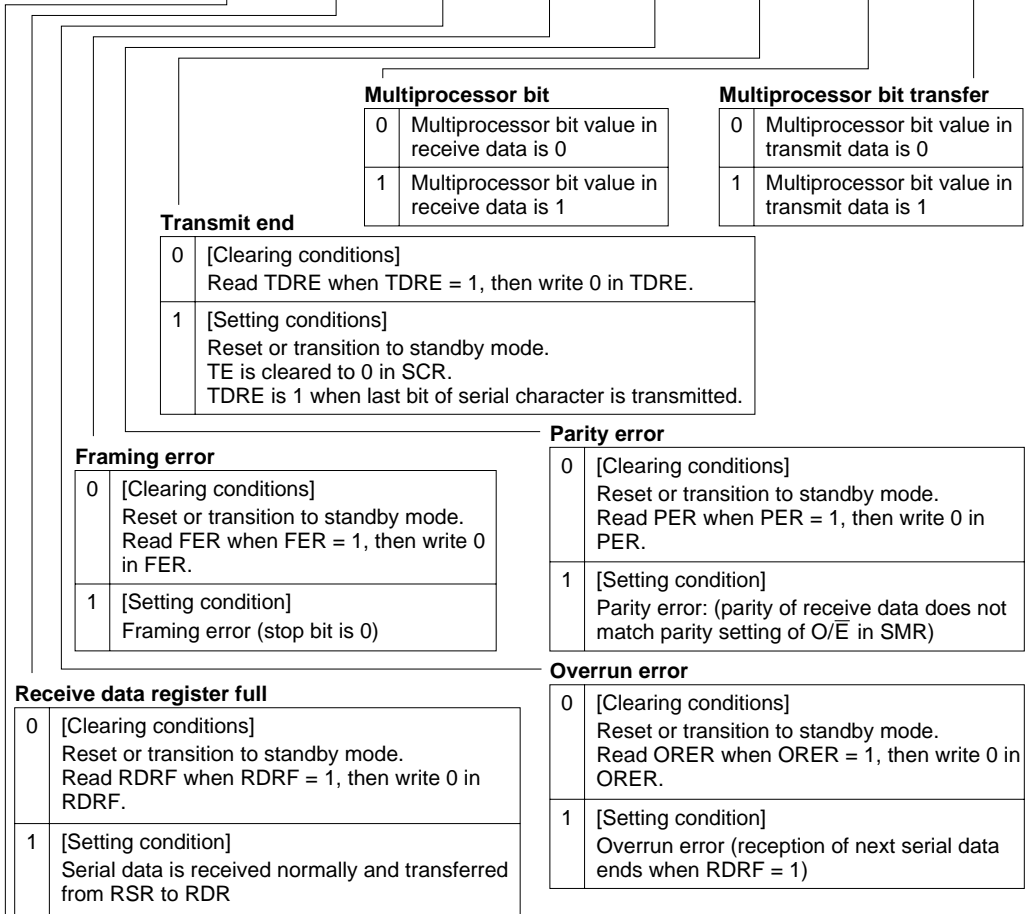 Multiprocessor bit
0 Multiprocessor bit value in
receive data is 0
1 Multiprocessor bit value in
receive data is 1
Multiprocessor bit transfer
0 Multiprocessor bit value in
transmit data is 0
1 Multiprocessor bit value in
transmit data is 1
Transmit end
0 [Clearing conditions]
Read TDRE when TDRE = 1, then write 0 in TDRE.
1 [Setting conditions]
Reset or transition to standby mode.
TE is cleared to 0 in SCR.
TDRE is 1 when last bit of serial character is transmitted.
Parity error
0 [Clearing conditions]
Reset or transition to standby mode.
Read PER when PER = 1, then write 0 in
PER.
1 [Setting condition]
Parity error: (parity of receive data does not
match parity setting of O/E̅ in SMR)
Framing error
0 [Clearing conditions]
Reset or transition to standby mode.
Read FER when FER = 1, then write 0
in FER.
1 [Setting condition]
Framing error (stop bit is 0)
Overrun error
0 [Clearing conditions]
Reset or transition to standby mode.
Read ORER when ORER = 1, then write 0 in
ORER.
1 [Setting condition]
Overrun error (reception of next serial data
ends when RDRF = 1)
Receive data register full
0 [Clearing conditions]
Reset or transition to standby mode.
Read RDRF when RDRF = 1, then write 0 in
RDRF.
1 [Setting condition]
Serial data is received normally and transferred
from RSR to RDR